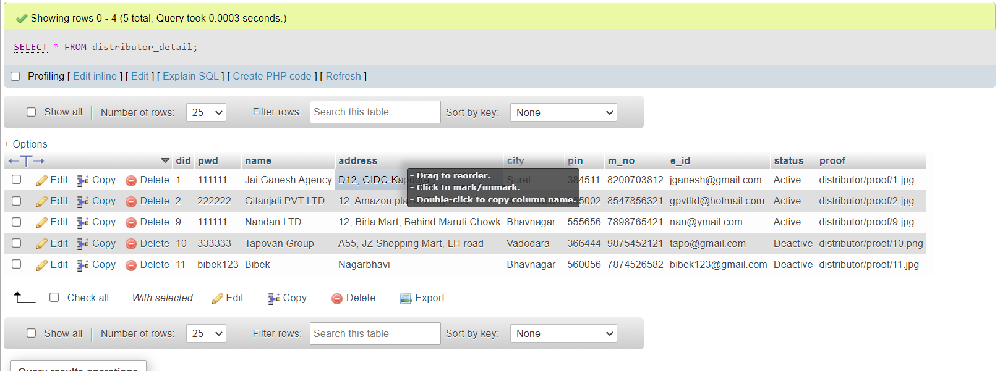 Showing rows 0 - 4 (5 total, Query took 0.0003 seconds.)
SELECT * FROM distributor_detail;
Profiling [ Edit inline ] [ Edit ] [ Explain SQL ] [ Create PHP code ] [ Refresh ]
Show all | Number of rows: 25 Filter rows: Search this table Sort by key: None
+ Options
did pwd name address city pin m_no e_id status proof
Edit Copy Delete 1 111111 Jai Ganesh Agency D12, GIDC-Kapodra Surat 384511 8200703812 jganesh@gmail.com Active distributor/proof/1.jpg
- Drag to reorder.
- Click to mark/unmark.
- Double-click to copy column name.
Edit Copy Delete 2 222222 Gitanjali PVT LTD 12, Amazon plaza 8547856321 gpvtltd@hotmail.com Active distributor/proof/2.jpg
Edit Copy Delete 9 111111 Nandan LTD 12, Birla Mart, Behind Maruti Chowk Bhavnagar 555656 7898765421 nan@ymail.com Active distributor/proof/9.jpg
Edit Copy Delete 10 333333 Tapovan Group A55, JZ Shopping Mart, LH road Vadodara 366444 9875452121 tapo@gmail.com Deactive distributor/proof/10.png
Edit Copy Delete 11 bibek123 Bibek Nagarbhavi Bhavnagar 560056 7874526582 bibek123@gmail.com Deactive distributor/proof/11.jpg
Check all With selected: Edit Copy Delete Export
Show all | Number of rows: 25 Filter rows: Search this table Sort by key: None
Query results operations